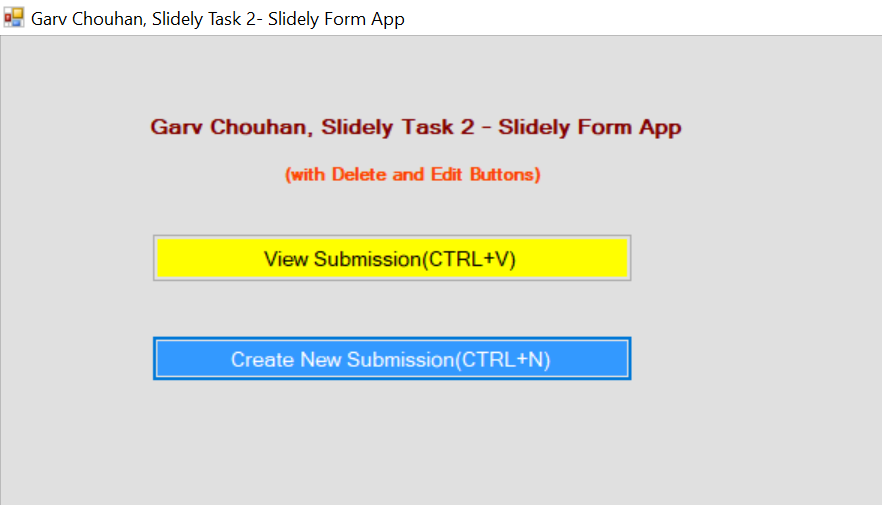 Garv Chouhan, Slidely Task 2- Slidely Form App
Garv Chouhan, Slidely Task 2 - Slidely Form App
(with Delete and Edit Buttons)
View Submission(CTRL+V)
Create New Submission(CTRL+N)